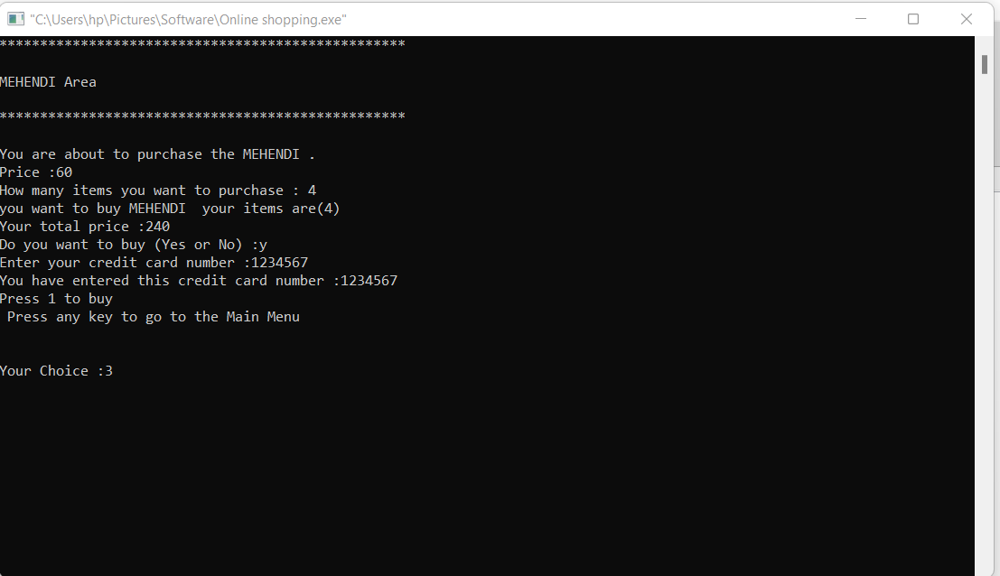 "C:\Users\hp\Pictures\Software\Online shopping.exe"
**************************************************
MEHENDI Area
**************************************************
You are about to purchase the MEHENDI .
Price :60
How many items you want to purchase : 4
you want to buy MEHENDI  your items are(4)
Your total price :240
Do you want to buy (Yes or No) :y
Enter your credit card number :1234567
You have entered this credit card number :1234567
Press 1 to buy
 Press any key to go to the Main Menu
Your Choice :3